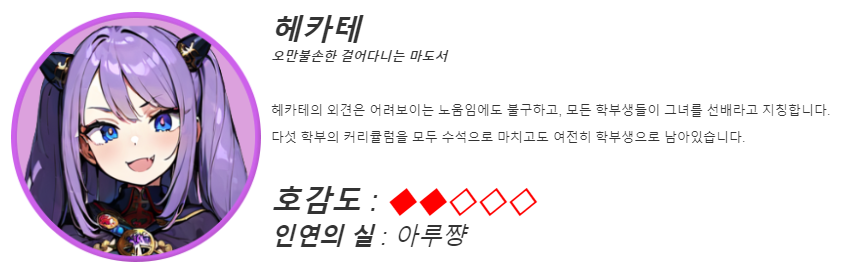 헤카테
오만불손한 걸어다니는 마도서
헤카테의 외견은 어려보이는 노움임에도 불구하고, 모든 학부생들이 그녀를 선배라고 지칭합니다.
다섯 학부의 커리큘럼을 모두 수석으로 마치고도 여전히 학부생으로 남아있습니다.
호감도 : ◆◆◇◇◇
인연의 실 : 아루쨩